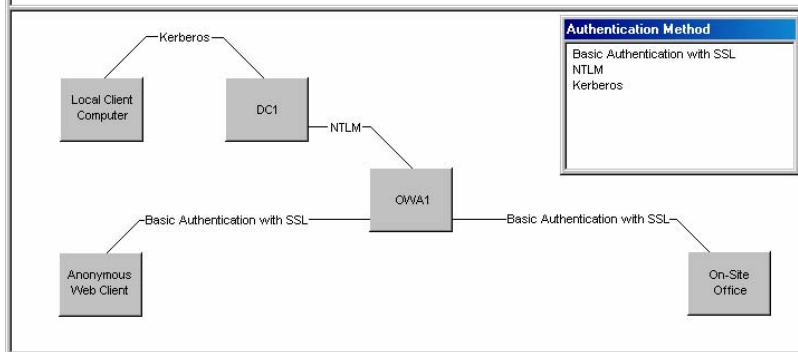 Authentication Method
Basic Authentication with SSL
NTLM
Kerberos
Kerberos
Local Client
Computer
DC1
NTLM
OWA1
Basic Authentication with SSL
Basic Authentication with SSL
Anonymous
Web Client
On-Site
Office